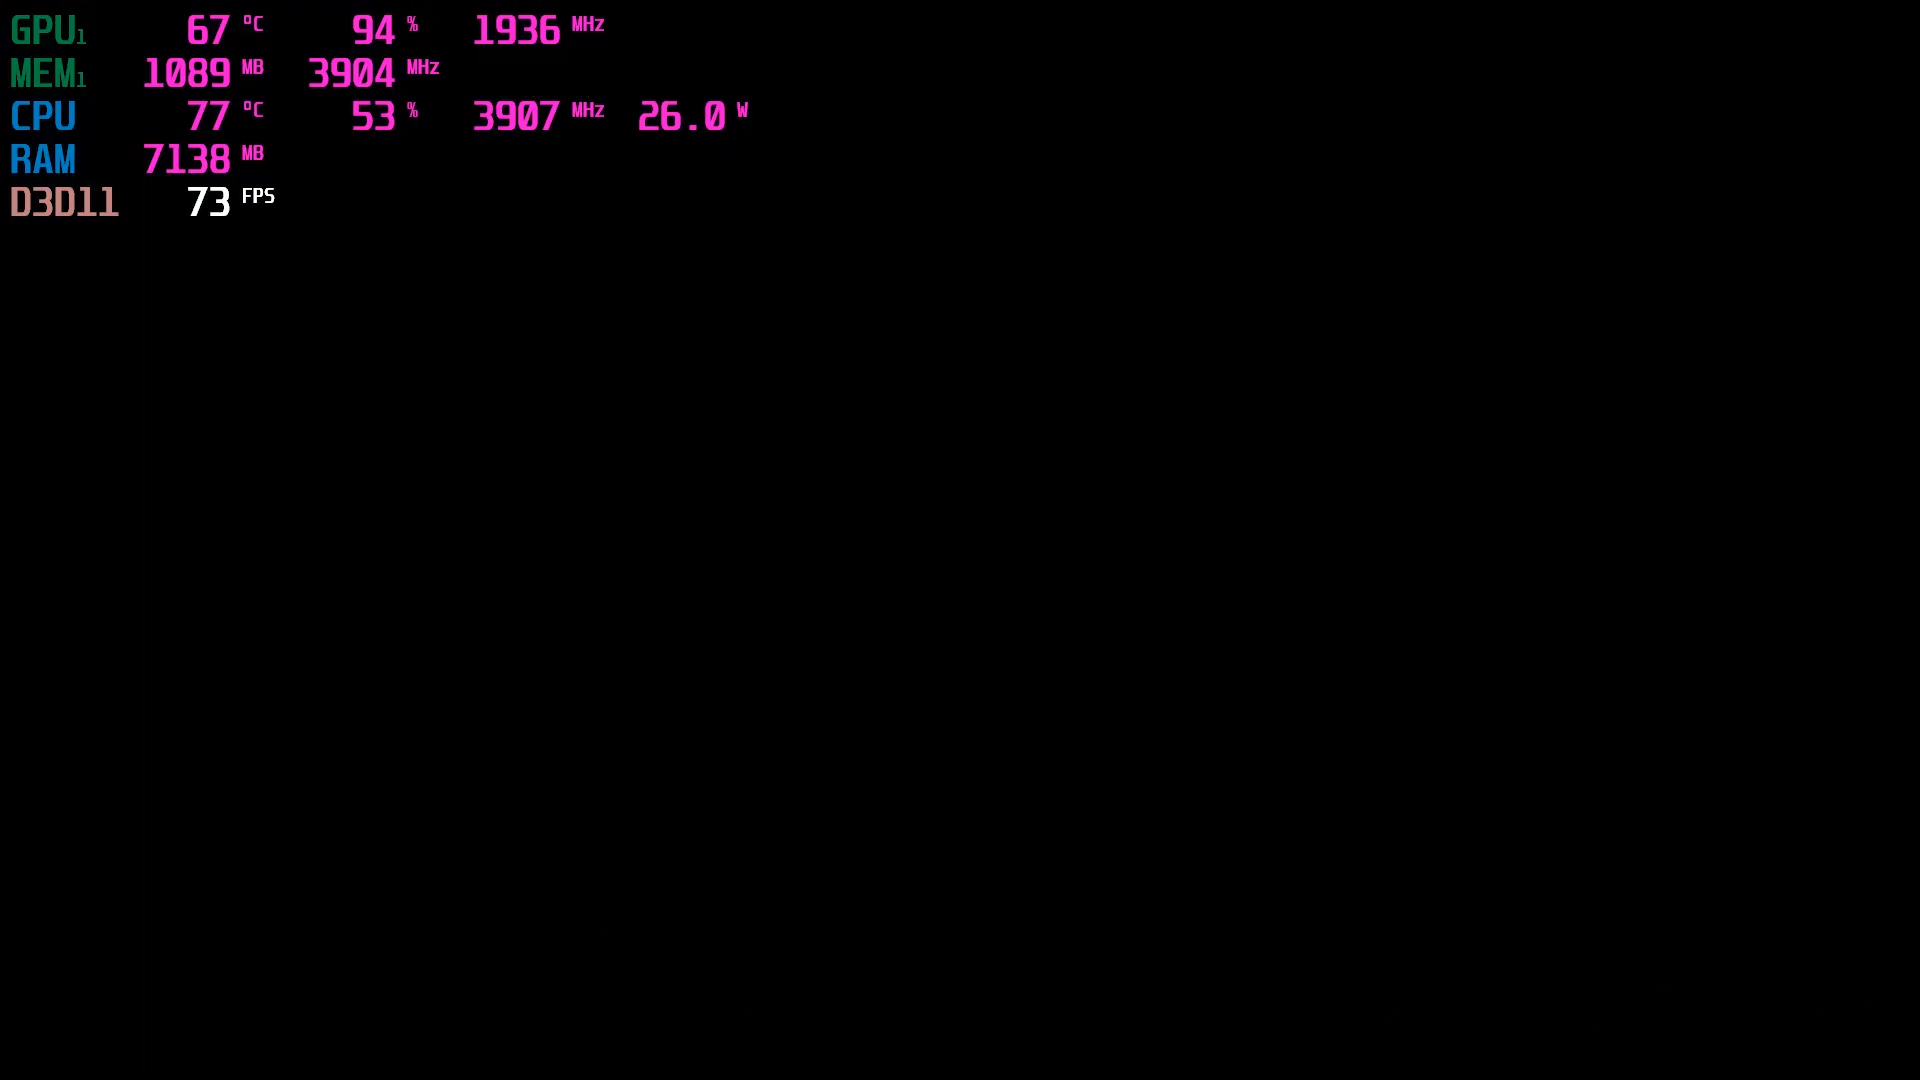 GPU1 67 °C 94 % 1936 MHz
MEM1 1089 MB 3904 MHz
CPU 77 °C 53 % 3907 MHz 26.0 W
RAM 7138 MB
D3D11 73 FPS